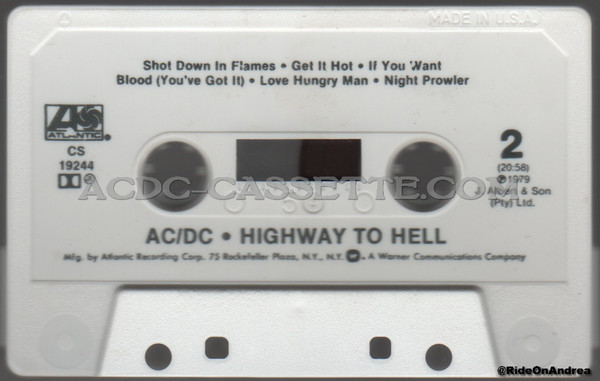 MADE IN U.S.A.
Shot Down In Flames • Get It Hot • If You Want
Blood (You've Got It) • Love Hungry Man • Night Prowler
ATLANTIC
CS
19244
2
(20:58)
℗1979
J. Albert & Son
(Pty) Ltd.
ACDC-CASSETTE.COM
AC/DC • HIGHWAY TO HELL
Mfg. by Atlantic Recording Corp. 75 Rockefeller Plaza, N.Y., N.Y. A Warner Communications Company
@RideOnAndrea